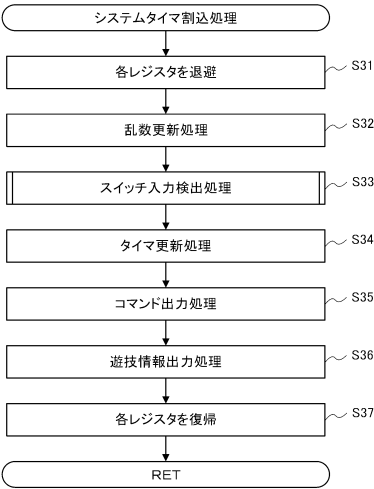 システムタイマ割込処理
各レジスタを退避
S31
乱数更新処理
S32
スイッチ入力検出処理
S33
タイマ更新処理
S34
コマンド出力処理
S35
遊技情報出力処理
S36
各レジスタを復帰
S37
RET